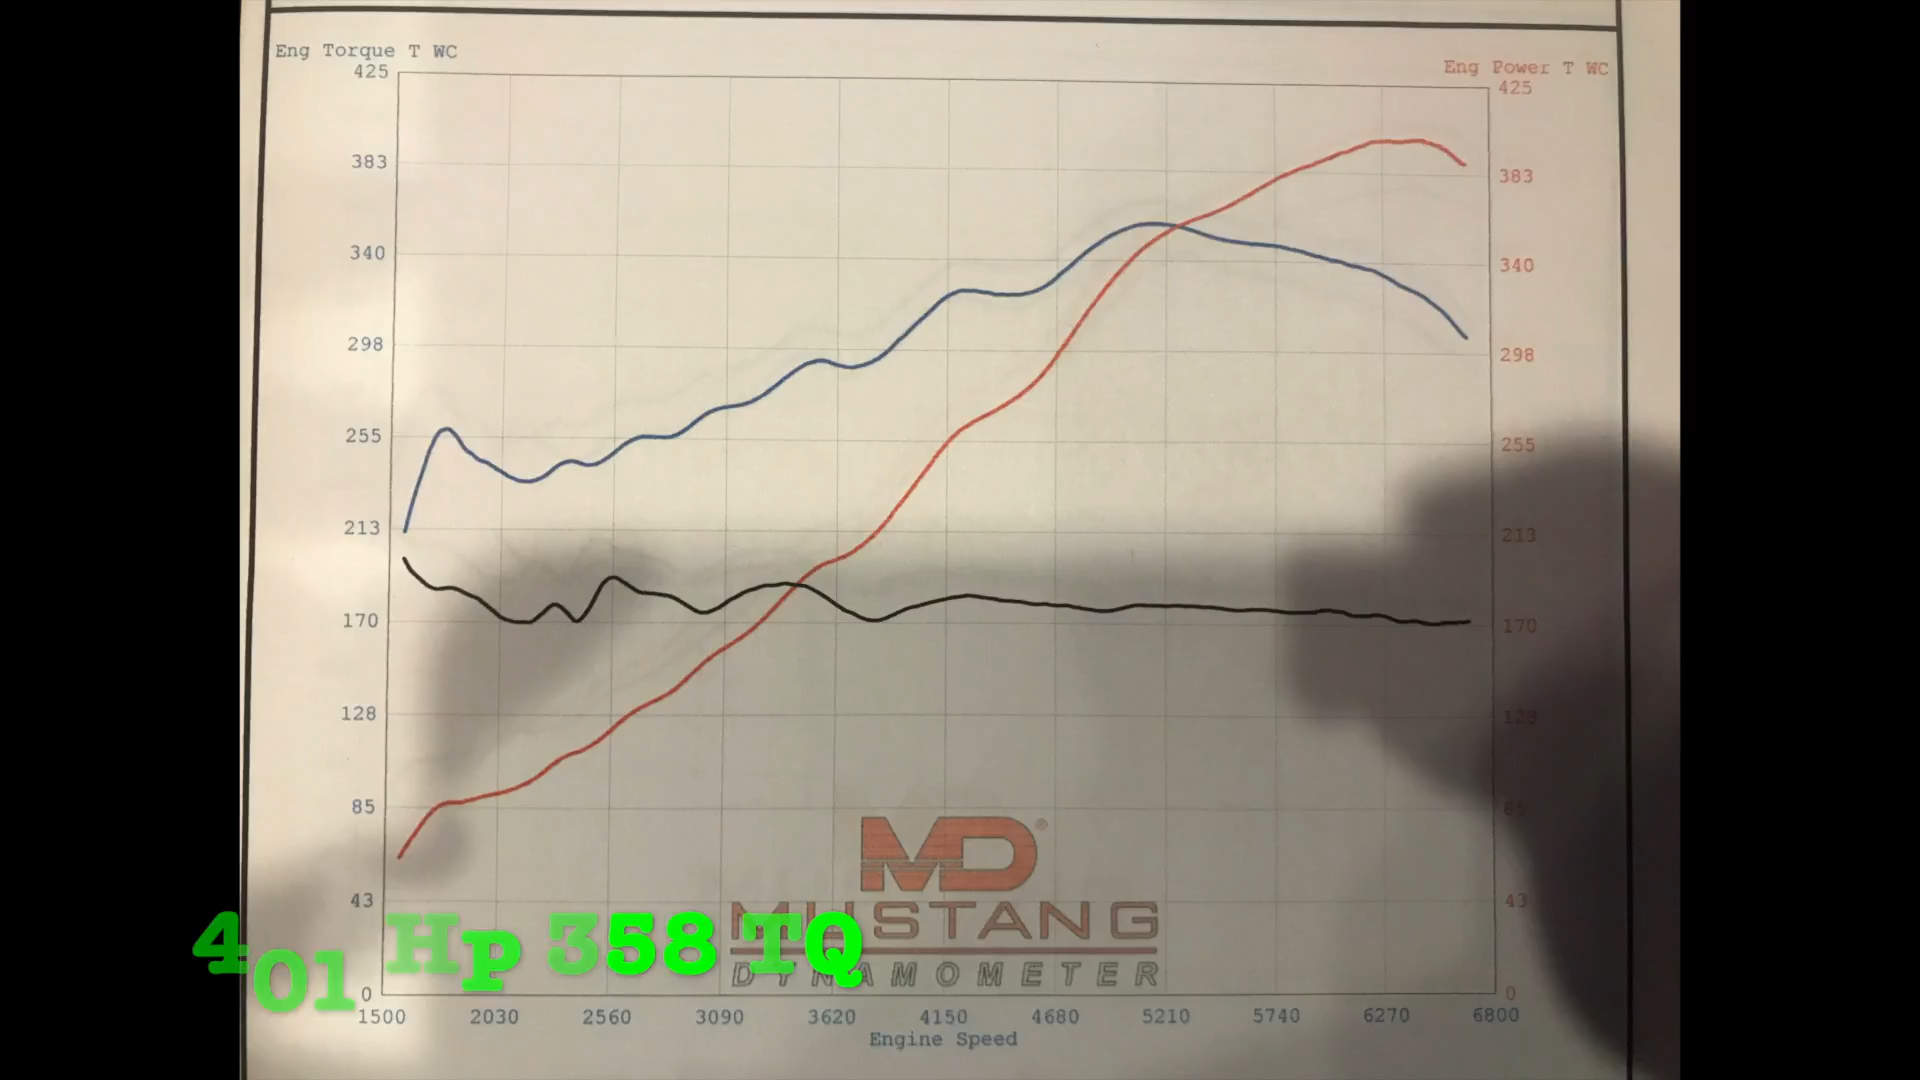 Eng Torque T WC
Eng Power T WC
425
383
340
298
255
213
170
128
85
43
0
425
383
340
298
255
213
170
128
85
43
0
1500 2030 2560 3090 3620 4150 4680 5210 5740 6270 6800
Engine Speed
MD®
MUSTANG
DYNAMOMETER
401 Hp 358 TQ